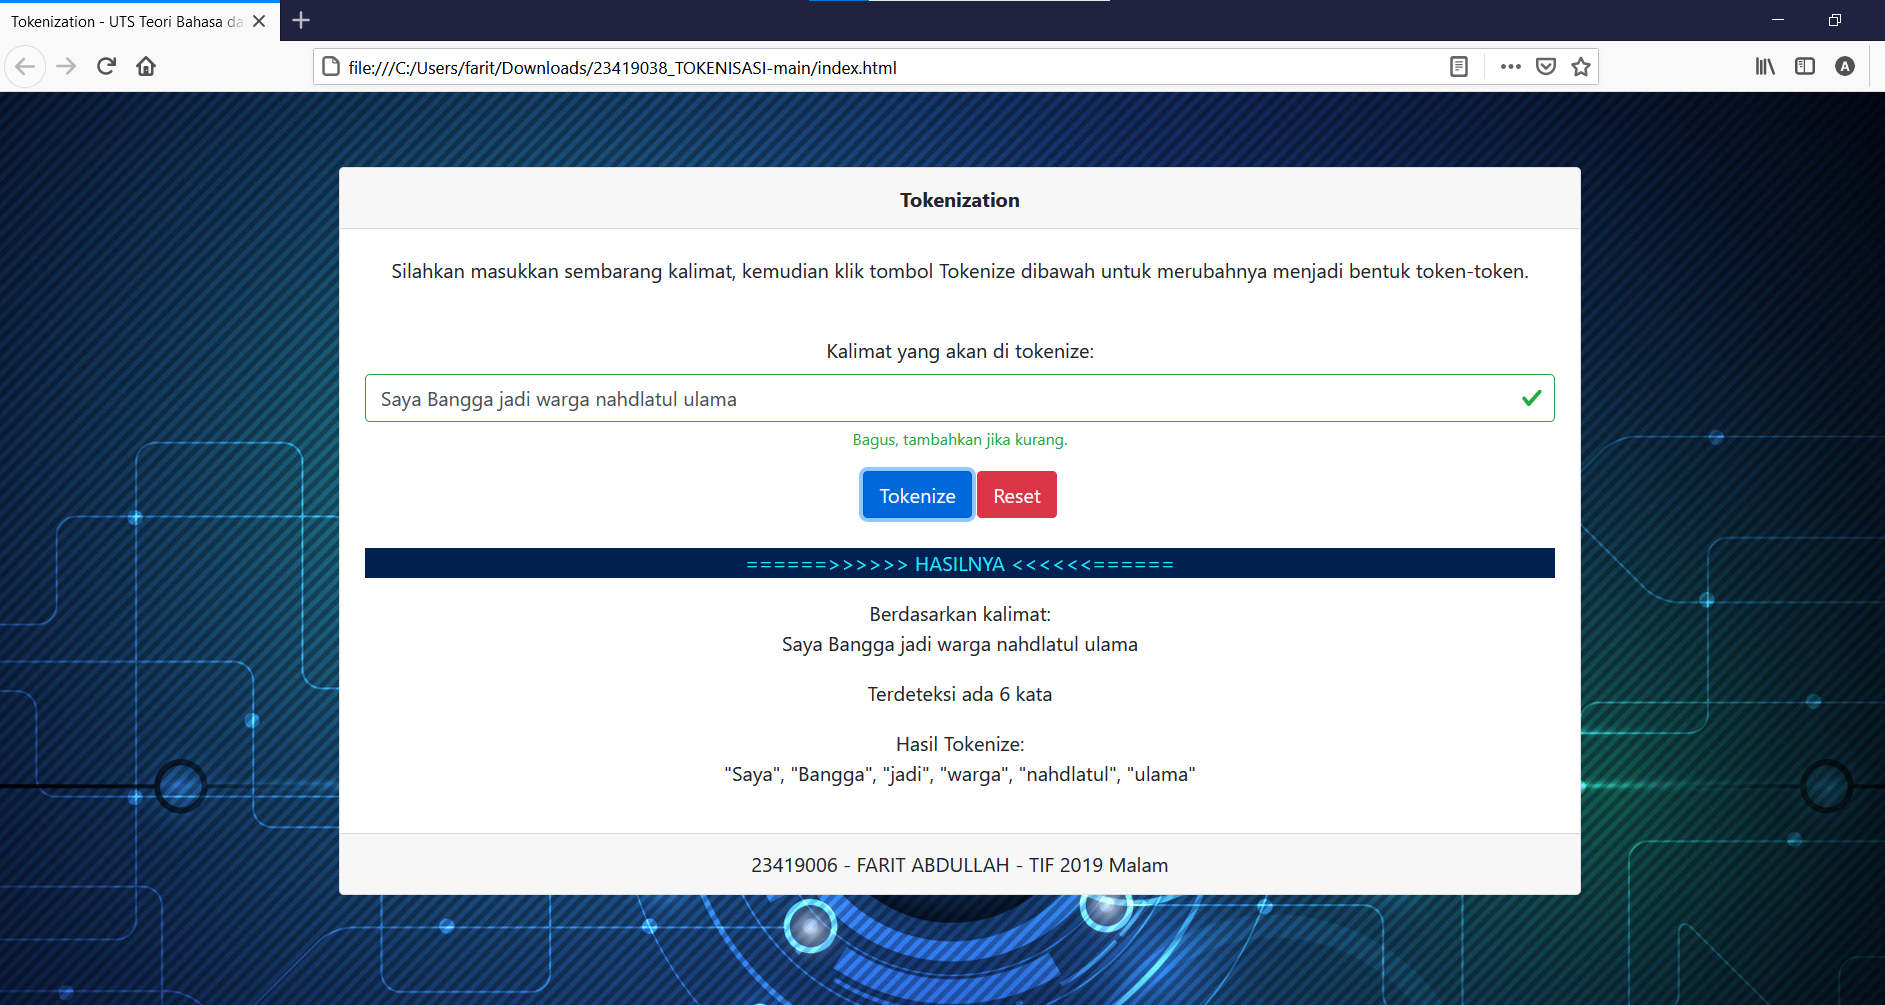 Tokenization - UTS Teori Bahasa da
file:///C:/Users/farit/Downloads/23419038_TOKENISASI-main/index.html
A
Tokenization
Silahkan masukkan sembarang kalimat, kemudian klik tombol Tokenize dibawah untuk merubahnya menjadi bentuk token-token.
Kalimat yang akan di tokenize:
Saya Bangga jadi warga nahdlatul ulama
Bagus, tambahkan jika kurang.
Tokenize Reset
======>>>>>> HASILNYA <<<<<<======
Berdasarkan kalimat:
Saya Bangga jadi warga nahdlatul ulama
Terdeteksi ada 6 kata
Hasil Tokenize:
"Saya", "Bangga", "jadi", "warga", "nahdlatul", "ulama"
23419006 - FARIT ABDULLAH - TIF 2019 Malam